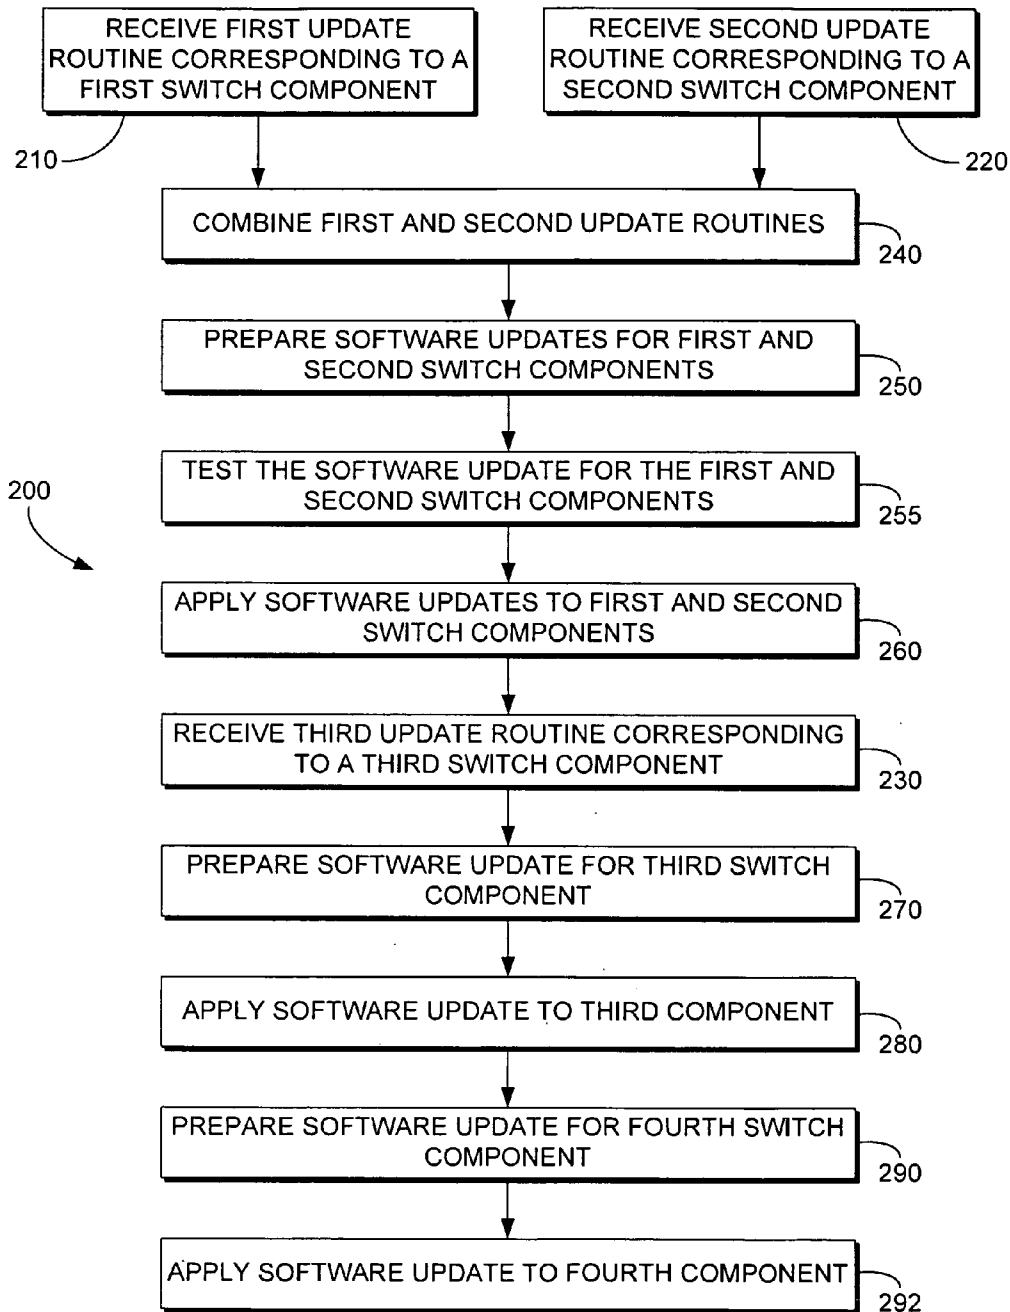 RECEIVE FIRST UPDATE
ROUTINE CORRESPONDING TO A
FIRST SWITCH COMPONENT
210
RECEIVE SECOND UPDATE
ROUTINE CORRESPONDING TO A
SECOND SWITCH COMPONENT
220
COMBINE FIRST AND SECOND UPDATE ROUTINES
240
PREPARE SOFTWARE UPDATES FOR FIRST AND
SECOND SWITCH COMPONENTS
250
TEST THE SOFTWARE UPDATE FOR THE FIRST AND
SECOND SWITCH COMPONENTS
255
200
APPLY SOFTWARE UPDATES TO FIRST AND SECOND
SWITCH COMPONENTS
260
RECEIVE THIRD UPDATE ROUTINE CORRESPONDING
TO A THIRD SWITCH COMPONENT
230
PREPARE SOFTWARE UPDATE FOR THIRD SWITCH
COMPONENT
270
APPLY SOFTWARE UPDATE TO THIRD COMPONENT
280
PREPARE SOFTWARE UPDATE FOR FOURTH SWITCH
COMPONENT
290
APPLY SOFTWARE UPDATE TO FOURTH COMPONENT
292